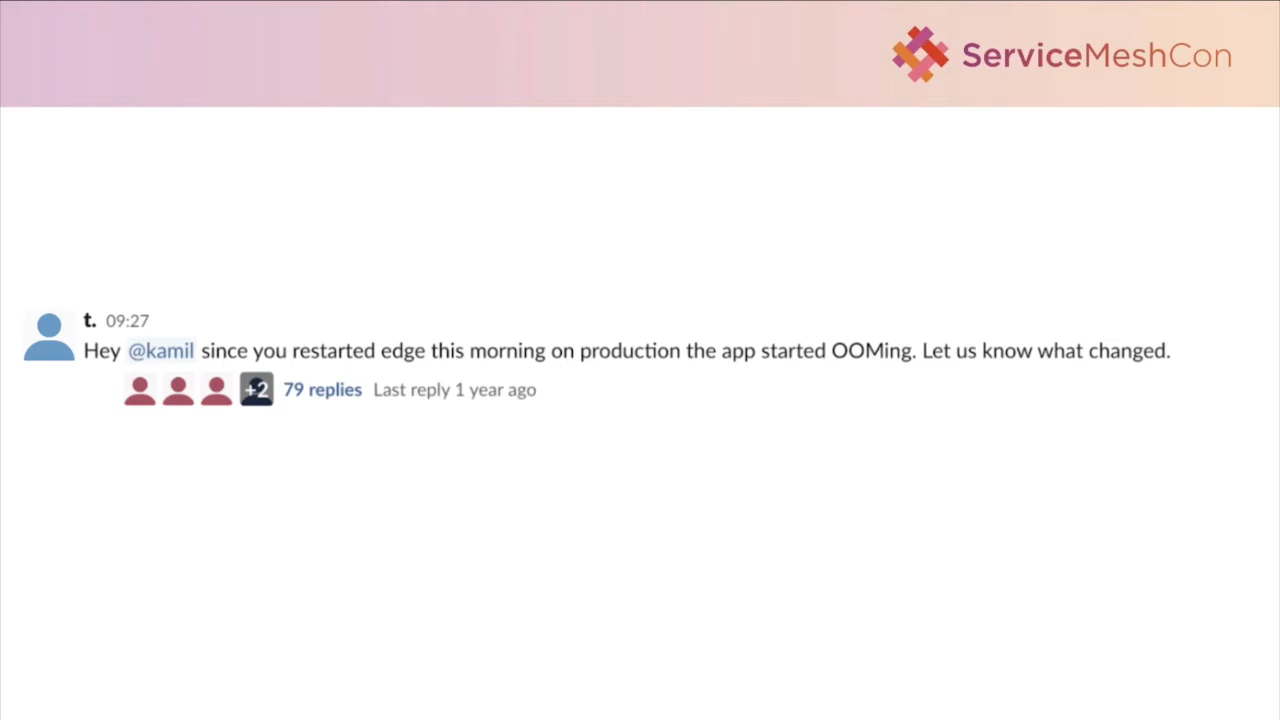 ServiceMeshCon
t. 09:27
Hey @kamil since you restarted edge this morning on production the app started OOMing. Let us know what changed.
+2 79 replies Last reply 1 year ago